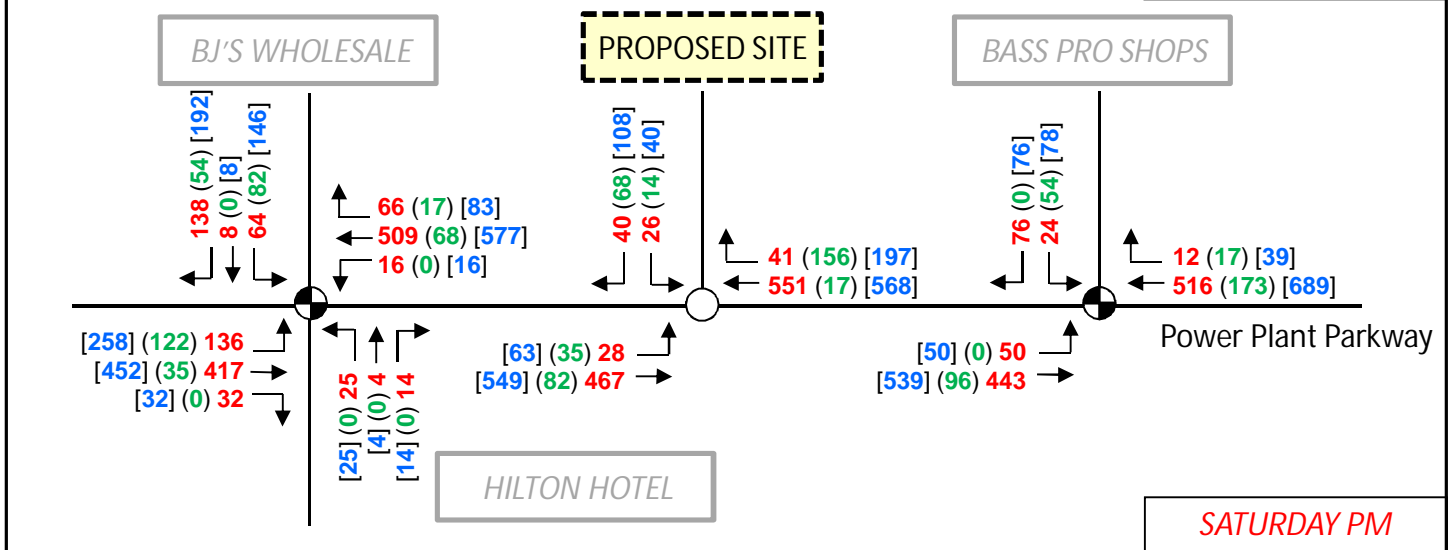 BJ'S WHOLESALE
PROPOSED SITE
BASS PRO SHOPS
138 (54) [192]
8 (0) [8]
64 (82) [146]
66 (17) [83]
509 (68) [577]
16 (0) [16]
40 (68) [108]
26 (14) [40]
41 (156) [197]
551 (17) [568]
76 (0) [76]
24 (54) [78]
12 (17) [39]
516 (173) [689]
Power Plant Parkway
[258] (122) 136
[452] (35) 417
[32] (0) 32
[25] (0) 25
[4] (0) 4
[14] (0) 14
[63] (35) 28
[549] (82) 467
[50] (0) 50
[539] (96) 443
HILTON HOTEL
SATURDAY PM